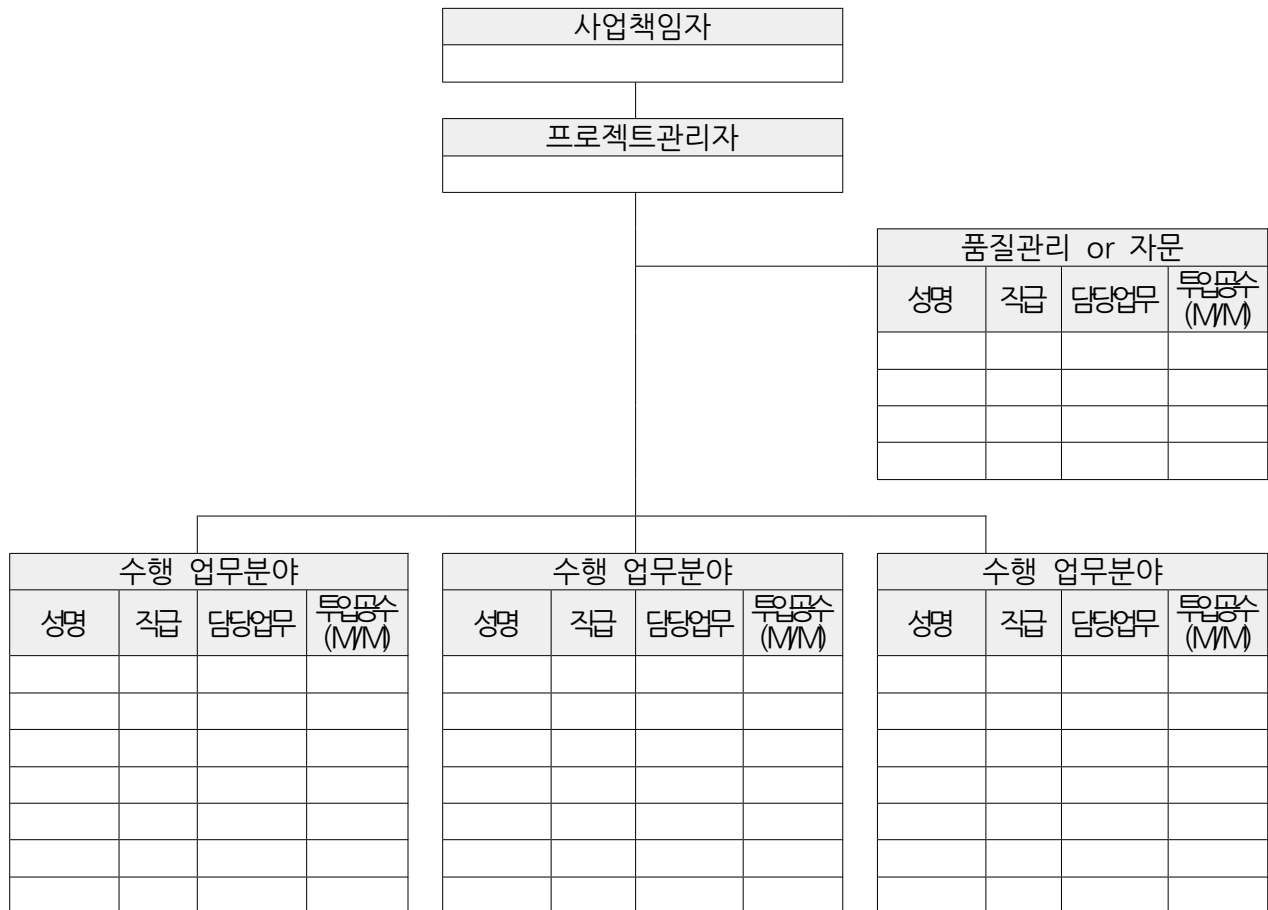 사업책임자
프로젝트관리자
품질관리 or 자문
성명 직급 담당업무 투입공수
(M/M)
수행 업무분야
성명 직급 담당업무 투입공수
(M/M)
수행 업무분야
성명 직급 담당업무 투입공수
(M/M)
수행 업무분야
성명 직급 담당업무 투입공수
(M/M)